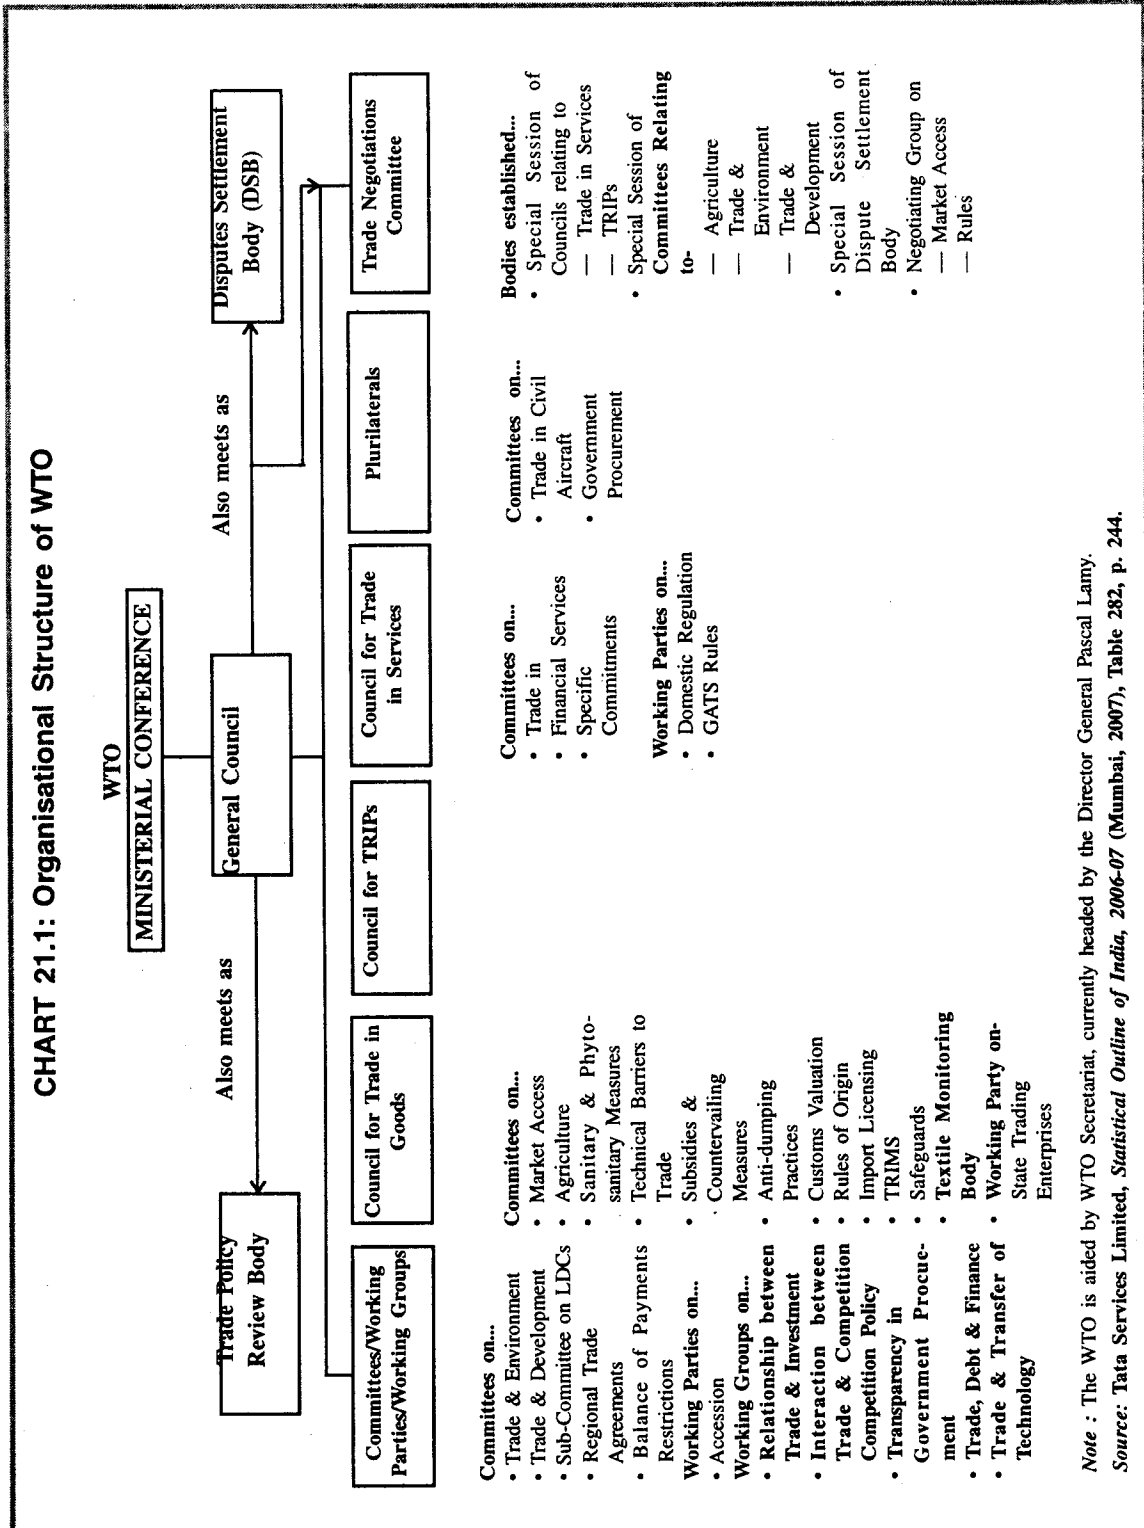 CHART 21.1: Organisational Structure of WTO
WTO
MINISTERIAL CONFERENCE
Also meets as
Also meets as
Trade Policy
Review Body
General Council
Disputes Settlement
Body (DSB)
Committees/Working
Parties/Working Groups
Council for Trade in
Goods
Council for TRIPs
Council for Trade
in Services
Plurilaterals
Trade Negotiations
Committee
Committees on...
• Trade & Environment
• Trade & Development
• Sub-Committee on LDCs
• Regional Trade
Agreements
• Balance of Payments
Restrictions
Working Parties on...
• Accession
Working Groups on...
• Relationship between
Trade & Investment
• Interaction between
Trade & Competition
Competition Policy
• Transparency in
Government Procue-
ment
• Trade, Debt & Finance
• Trade & Transfer of
Technology
Committees on...
• Market Access
• Agriculture
• Sanitary & Phyto-
sanitary Measures
• Technical Barriers to
Trade
• Subsidies &
Countervailing
Measures
• Anti-dumping
Practices
• Customs Valuation
• Rules of Origin
• Import Licensing
• TRIMS
• Safeguards
• Textile Monitoring
Body
• Working Party on-
State Trading
Enterprises
Committees on...
• Trade in
• Financial Services
• Specific
Commitments
Working Parties on...
• Domestic Regulation
• GATS Rules
Committees on...
• Trade in Civil
Aircraft
• Government
Procurement
Bodies established...
• Special Session of
Councils relating to
— Trade in Services
— TRIPs
• Special Session of
Committees Relating
to-
— Agriculture
— Trade &
Environment
— Trade &
Development
• Special Session of
Dispute Settlement
Body
• Negotiating Group on
— Market Access
— Rules
Note : The WTO is aided by WTO Secretariat, currently headed by the Director General Pascal Lamy.
Source: Tata Services Limited, Statistical Outline of India, 2006-07 (Mumbai, 2007), Table 282, p. 244.